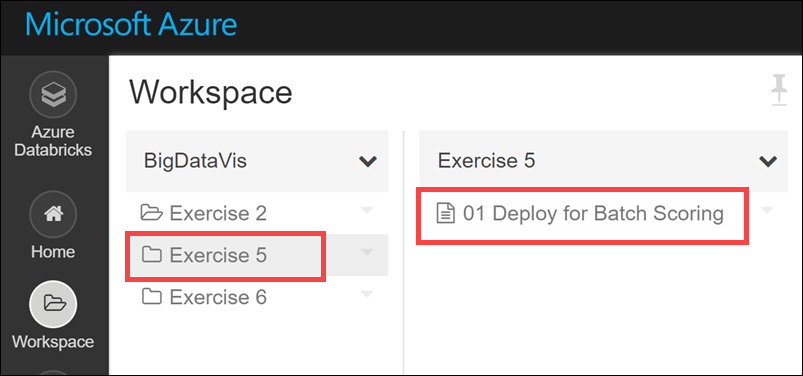 Microsoft Azure
Azure
Databricks
Home
Workspace
Workspace
BigDataVis
Exercise 2
Exercise 5
Exercise 6
Exercise 5
01 Deploy for Batch Scoring